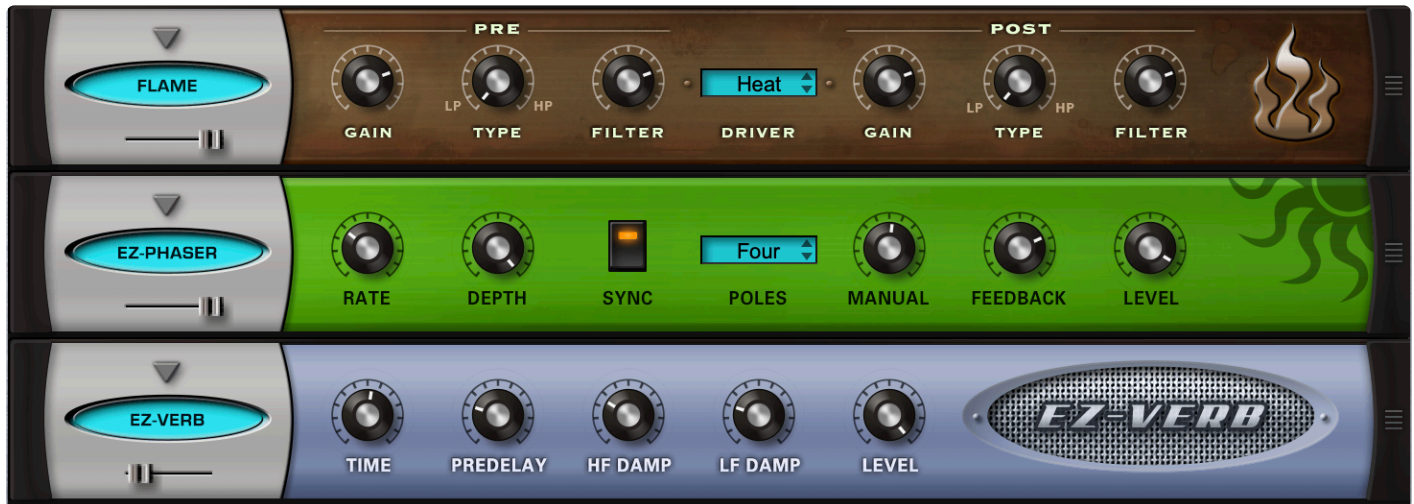 PRE
POST
FLAME
Heat
LP
HP
LP
HP
GAIN
TYPE
FILTER
DRIVER
GAIN
TYPE
FILTER
EZ-PHASER
Four
RATE
DEPTH
SYNC
POLES
MANUAL
FEEDBACK
LEVEL
EZ-VERB
EZ-VERB
TIME
PREDELAY
HF DAMP
LF DAMP
LEVEL